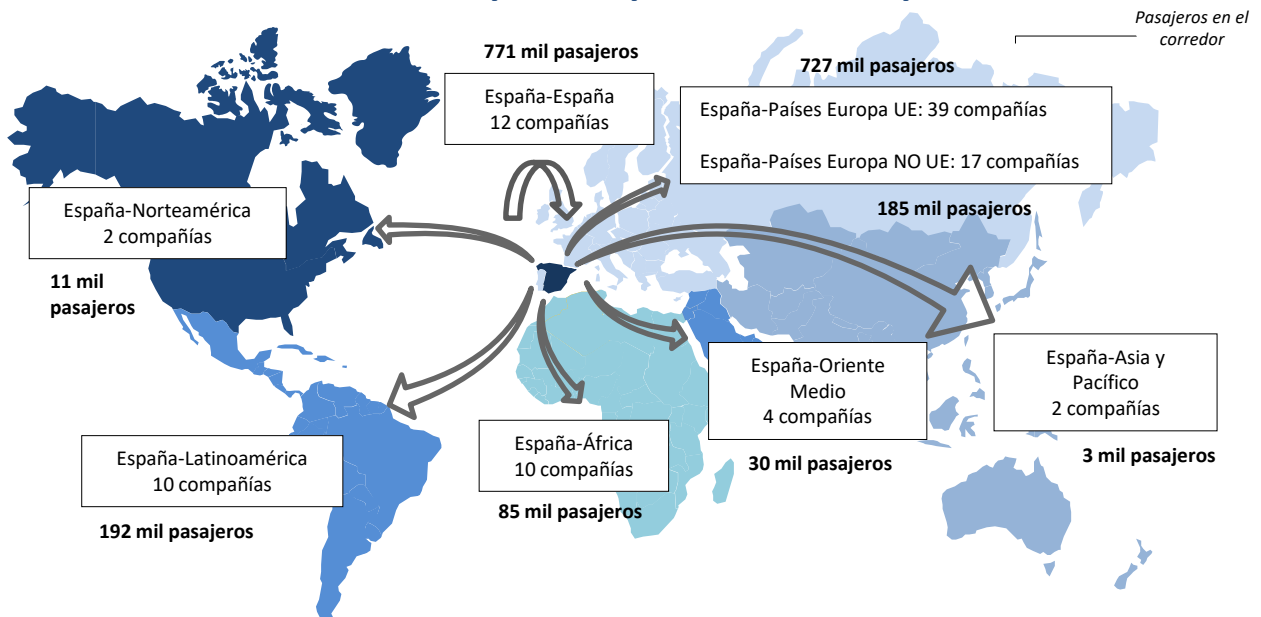 Pasajeros en el
corredor
771 mil pasajeros
España-España
12 compañías
727 mil pasajeros
España-Países Europa UE: 39 compañías
España-Países Europa NO UE: 17 compañías
185 mil pasajeros
España-Norteamérica
2 compañías
11 mil
pasajeros
España-Oriente
Medio
4 compañías
30 mil pasajeros
España-Asia y
Pacífico
2 compañías
3 mil pasajeros
España-Latinoamérica
10 compañías
192 mil pasajeros
España-África
10 compañías
85 mil pasajeros